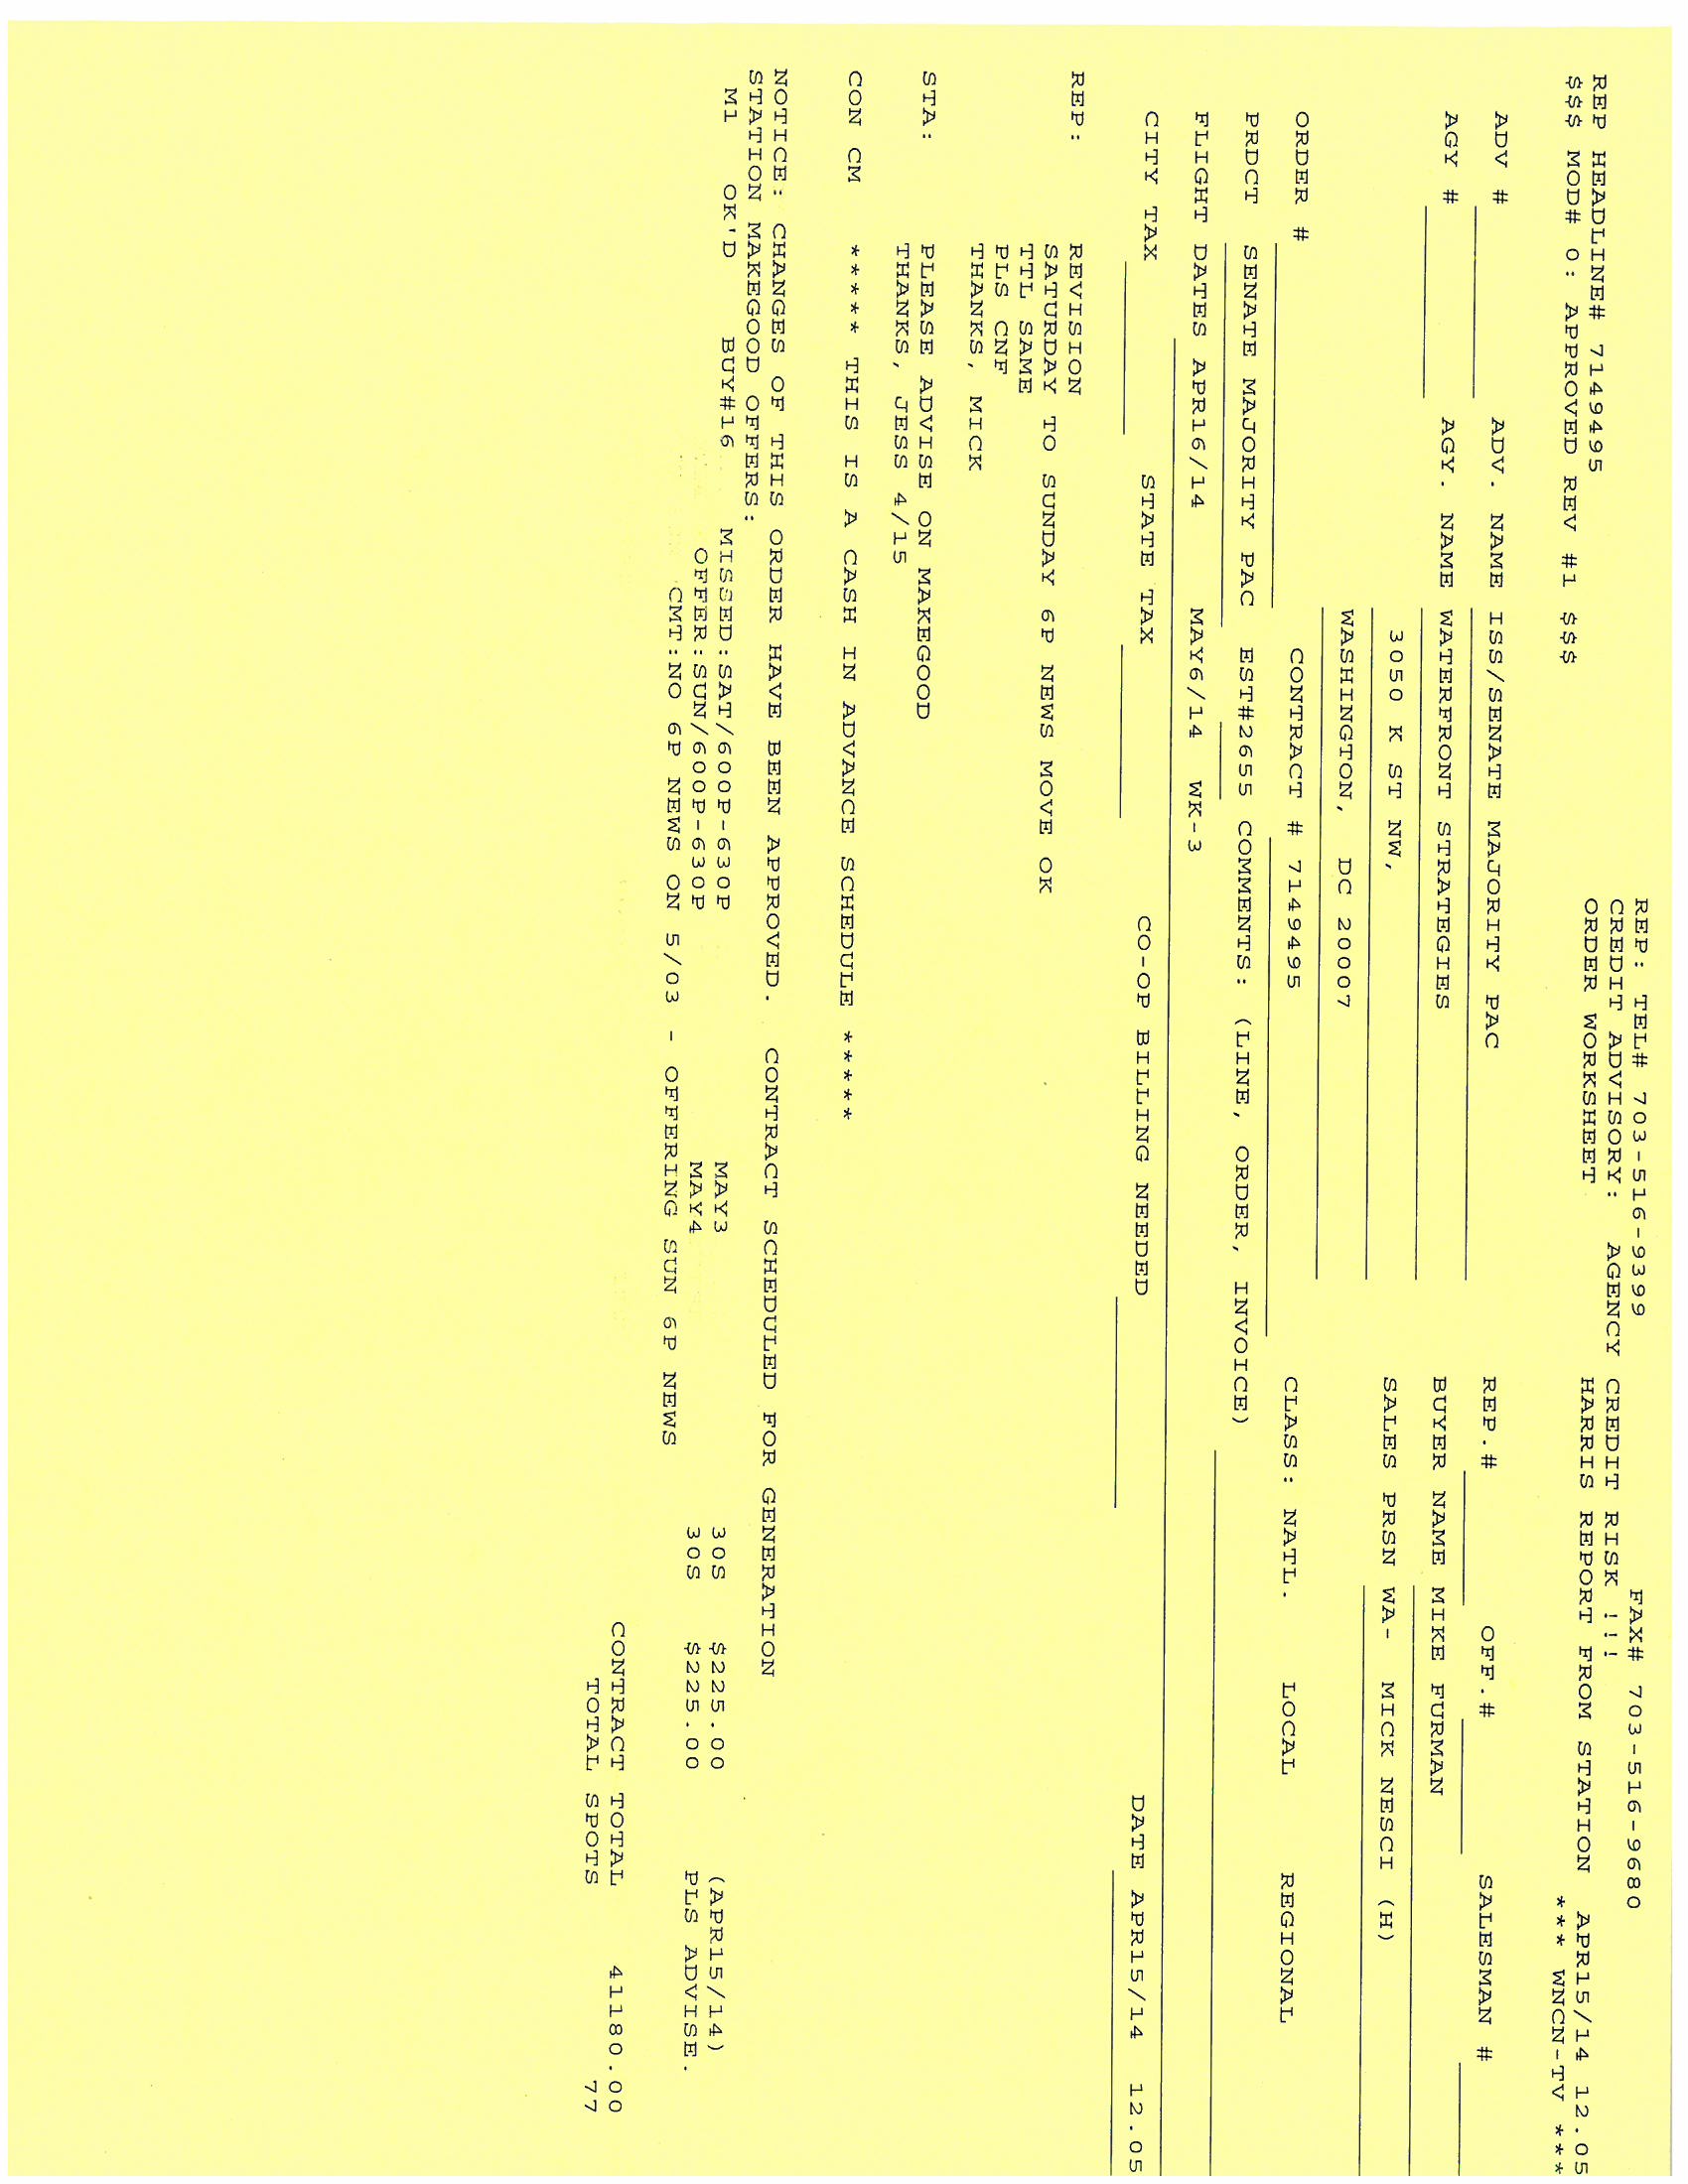 REP: TEL# 703-516-9399 FAX# 703-516-9680
CREDIT ADVISORY: AGENCY CREDIT RISK !!!
REP HEADLINE# 7149495 ORDER WORKSHEET HARRIS REPORT FROM STATION APR15/14 12.05
$$$ MOD# 0: APPROVED REV #1 $$$ *** WNCN-TV ***
ADV # ADV. NAME ISS/SENATE MAJORITY PAC REP.# OFF.# SALESMAN #
AGY # AGY. NAME WATERFRONT STRATEGIES BUYER NAME MIKE FURMAN
3050 K ST NW, SALES PRSN WA- MICK NESCI (H)
WASHINGTON, DC 20007
ORDER # CONTRACT # 7149495 CLASS: NATL. LOCAL REGIONAL
PRDCT SENATE MAJORITY PAC EST#2655 COMMENTS: (LINE, ORDER, INVOICE)
FLIGHT DATES APR16/14 MAY6/14 WK-3
CITY TAX STATE TAX CO-OP BILLING NEEDED DATE APR15/14 12.05
REP: REVISION
SATURDAY TO SUNDAY 6P NEWS MOVE OK
TTL SAME
PLS CNF
THANKS, MICK
STA: PLEASE ADVISE ON MAKEGOOD
THANKS, JESS 4/15
CON CM ***** THIS IS A CASH IN ADVANCE SCHEDULE *****
NOTICE: CHANGES OF THIS ORDER HAVE BEEN APPROVED. CONTRACT SCHEDULED FOR GENERATION
STATION MAKEGOOD OFFERS:
M1 OK'D BUY#16 MISSED:SAT/600P-630P MAY3 30S $225.00 (APR15/14)
OFFER:SUN/600P-630P MAY4 30S $225.00 PLS ADVISE.
CMT:NO 6P NEWS ON 5/03 - OFFERING SUN 6P NEWS
CONTRACT TOTAL 41180.00
TOTAL SPOTS 77